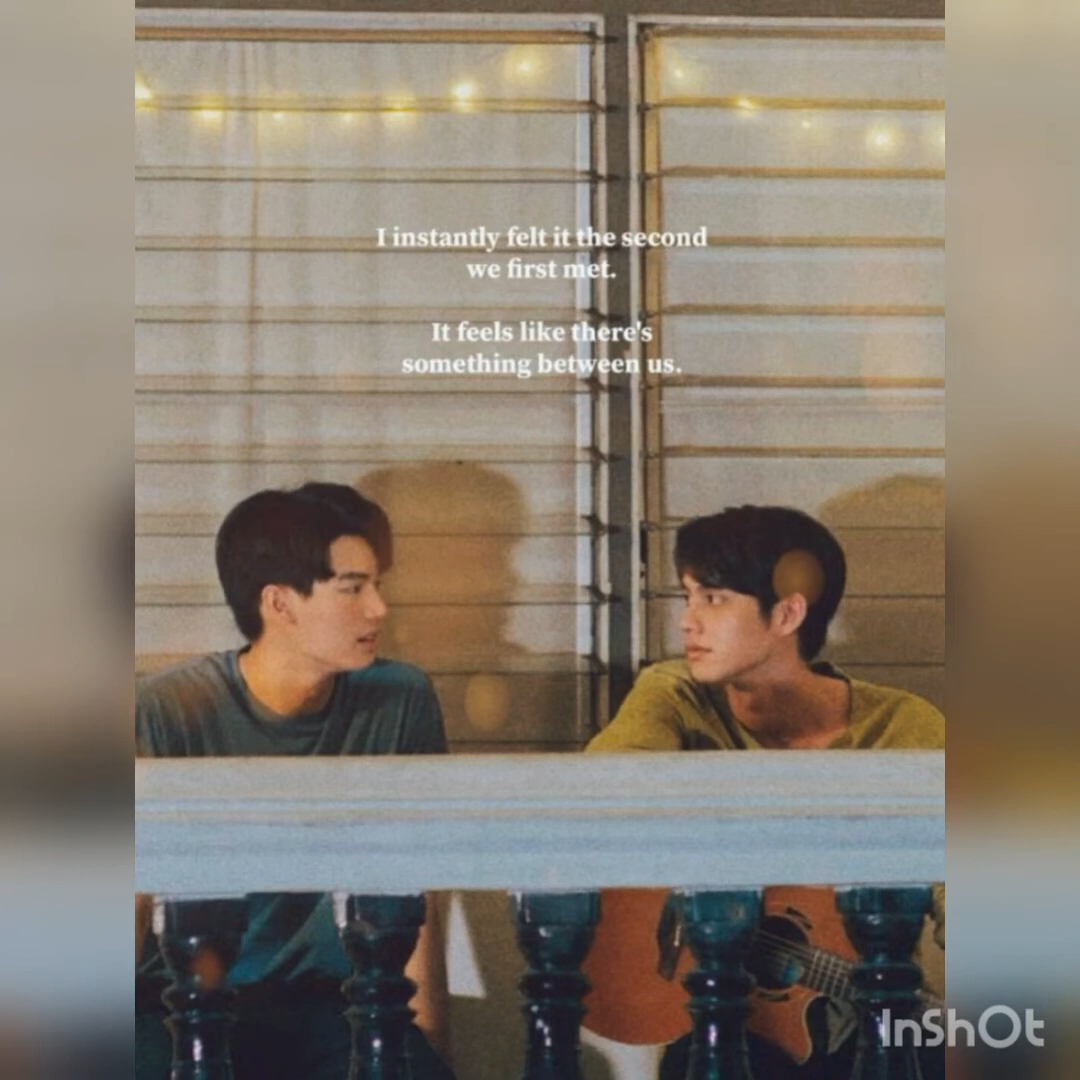 I instantly felt it the second
we first met.
It feels like there's
something between us.
InShOt